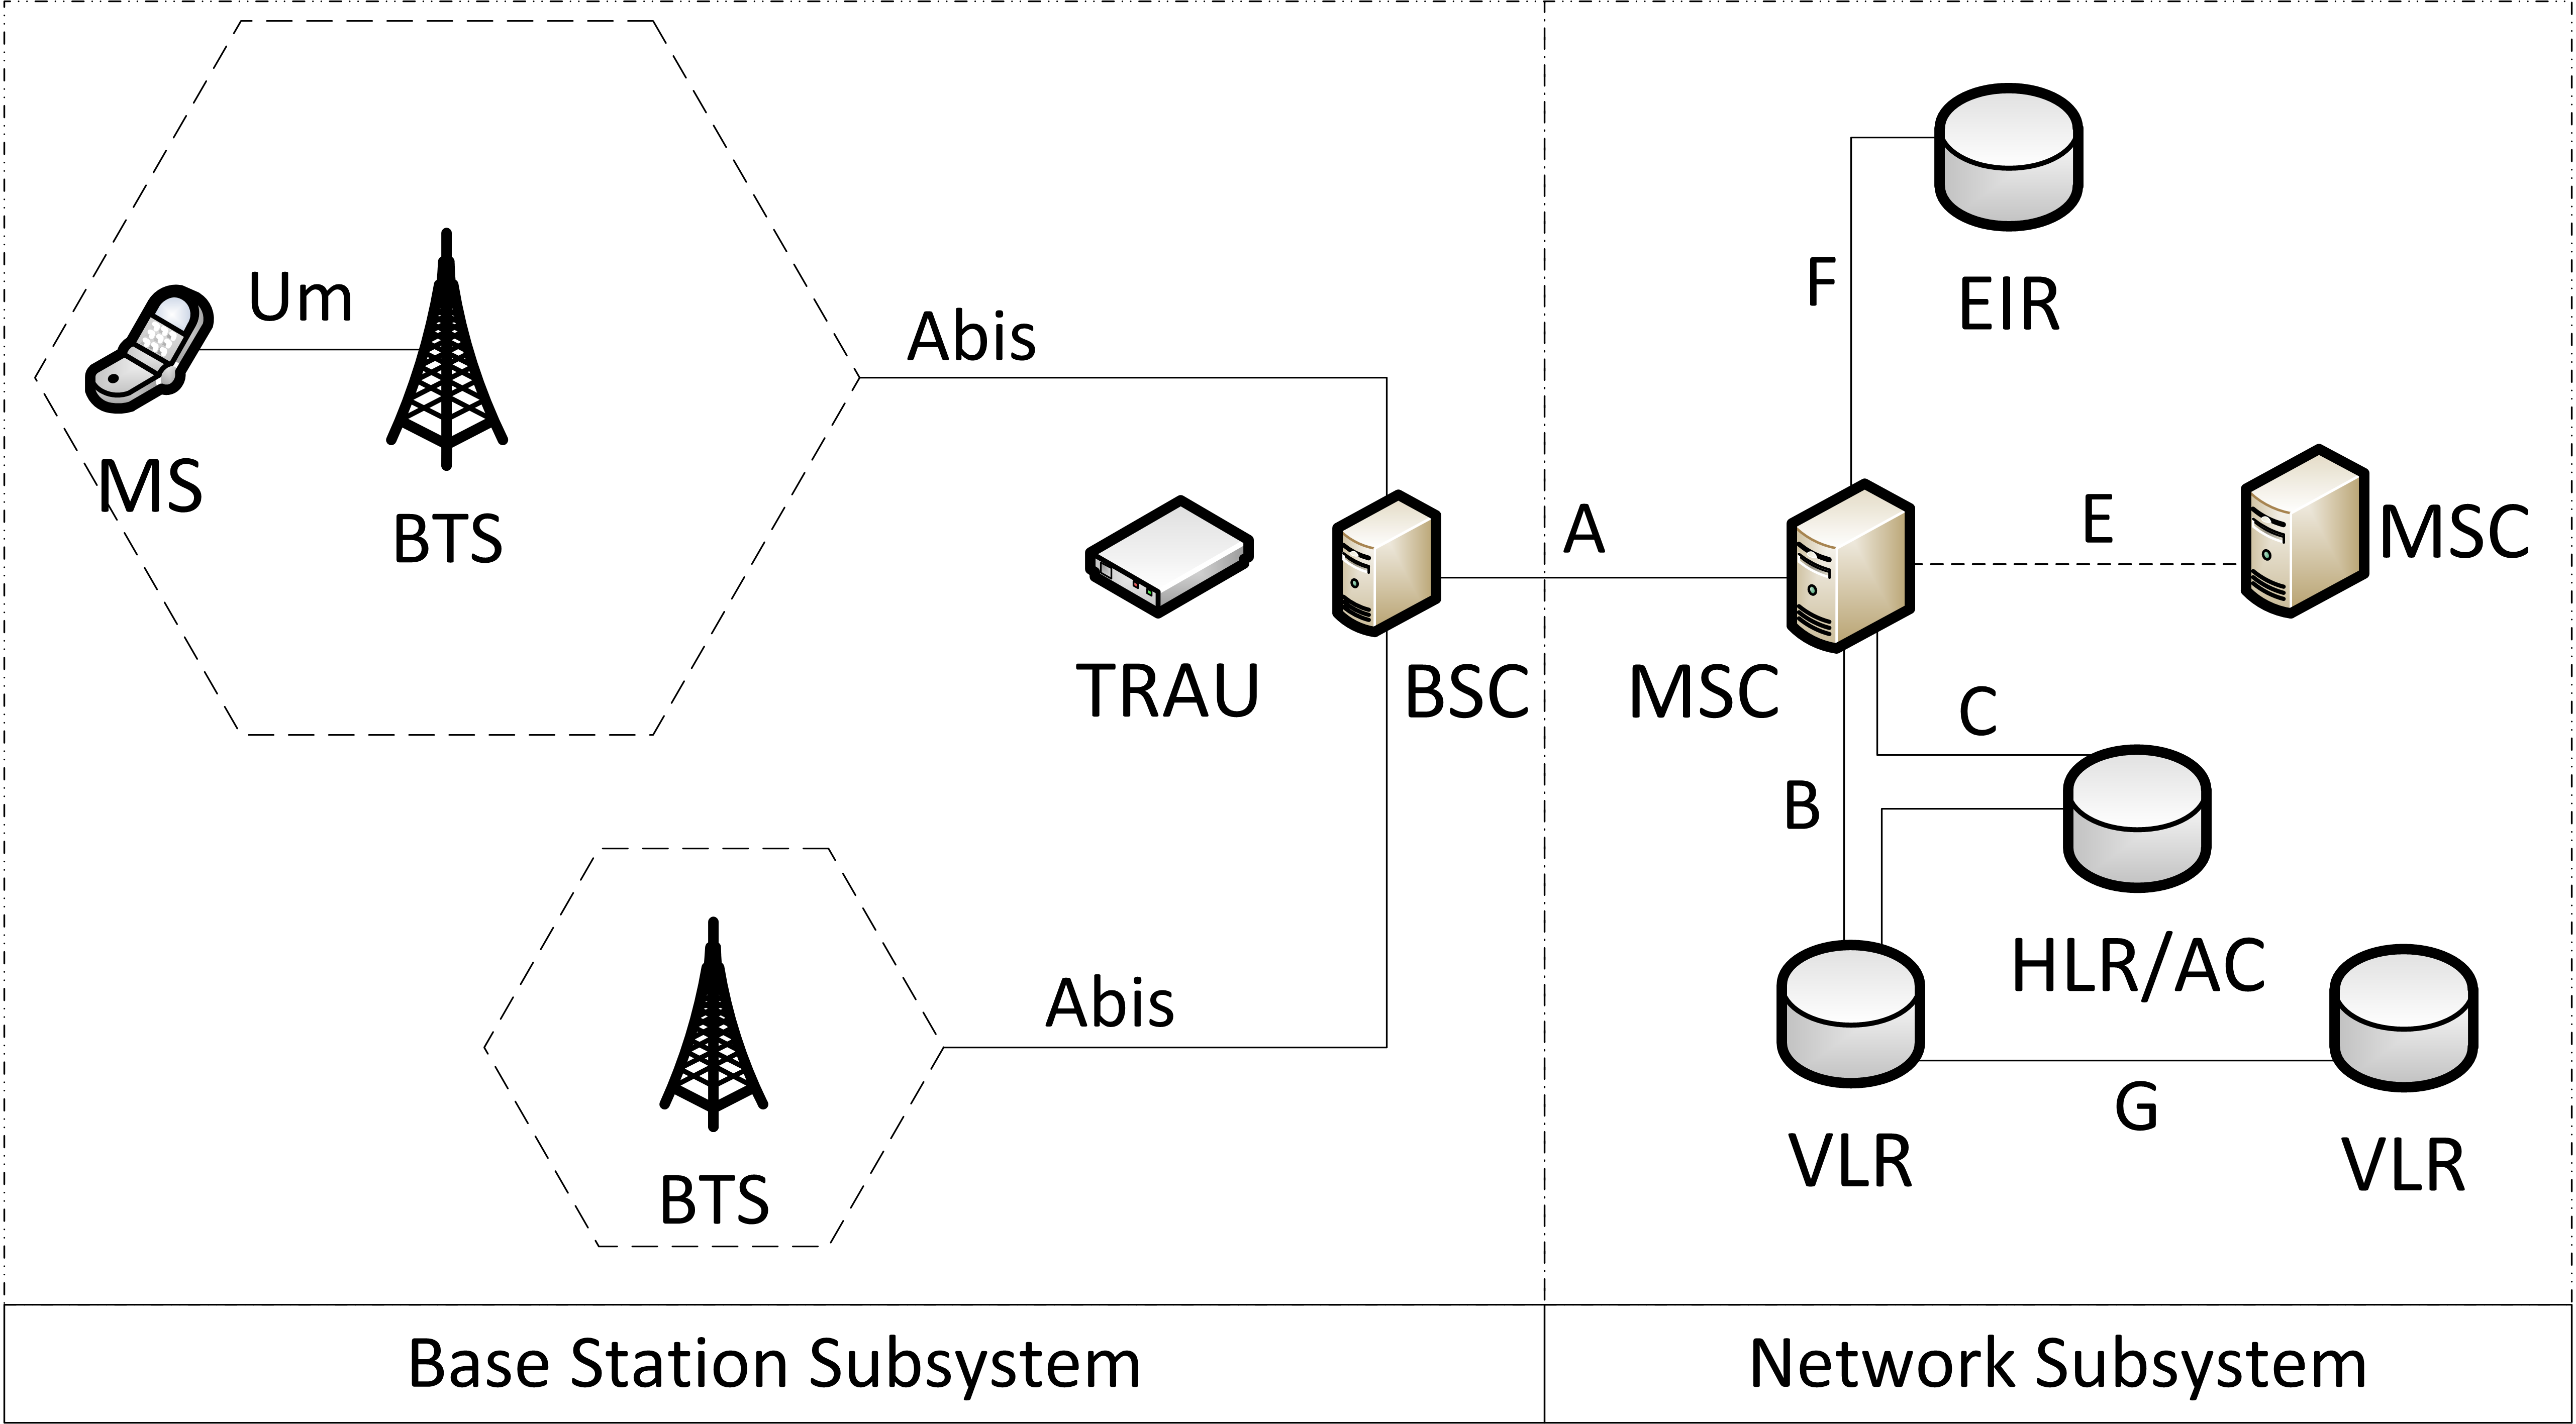 EIR
F
Um
Abis
MS
BTS
A
E
MSC
TRAU
BSC
MSC
C
B
HLR/AC
Abis
G
VLR
VLR
BTS
Base Station Subsystem
Network Subsystem